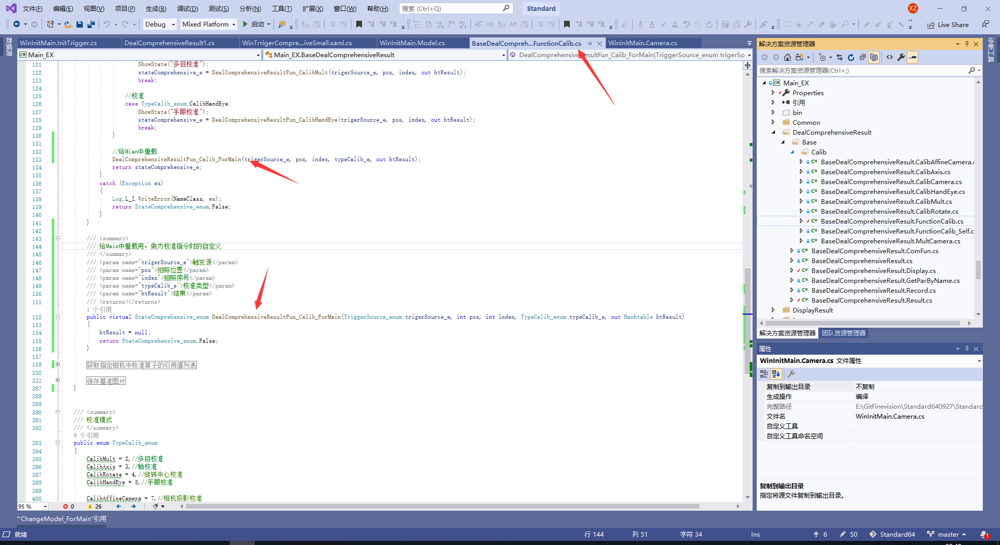 文件(F) 编辑(E) 视图(V) 项目(P) 生成(B) 调试(D) 测试(S) 分析(N) 工具(T) 扩展(X) 窗口(W) 帮助(H) 搜索 (Ctrl+Q) Standard XZ
Debug Mixed Platform 启动 Live Share
数据源
WinInitMain.InitTrigger.cs DealComprehensiveResult1.cs WinTrrigerCompre...iveSmall.xaml.cs WinInitMain.Model.cs BaseDealCompreh...FunctionCalib.cs WinInitMain.Camera.cs
Main_EX Main_EX.BaseDealComprehensiveResult DealComprehensiveResultFun_Calib_ForMain(TriggerSource_enum trigerSo
121 ShowState("多目校准");
122 stateComprehensive_e = DealComprehensiveResultFun_CalibMult(trigerSource_e, pos, index, out htResult);
123 break;
124
125 //校准
126 case TypeCalib_enum.CalibHandEye:
127 ShowState("手眼校准");
128 stateComprehensive_e = DealComprehensiveResultFun_CalibHandEye(trigerSource_e, pos, index, out htResult);
129 break;
130 }
131
132 //给Mian中重载
133 DealComprehensiveResultFun_Calib_ForMain(trigerSource_e, pos, index, typeCalib_e, out htResult);
134 return stateComprehensive_e;
135 }
136 catch (Exception ex)
137 {
138 Log.L_I.WriteError(NameClass, ex);
139 return StateComprehensive_enum.False;
140 }
141 }
142
143 /// <summary>
144 /// 给Main中重载用，做为校准指令时的自定义
145 /// </summary>
146 /// <param name="trigerSource_e">触发源</param>
147 /// <param name="pos">拍照位置</param>
148 /// <param name="index">拍照序号</param>
149 /// <param name="typeCalib_e">校准类型</param>
150 /// <param name="htResult">结果</param>
151 /// <returns></returns>
1 个引用
152 public virtual StateComprehensive_enum DealComprehensiveResultFun_Calib_ForMain(TriggerSource_enum trigerSource_e, int pos, int index, TypeCalib_enum typeCalib_e, out Hashtable htResult)
153 {
154 htResult = null;
155 return StateComprehensive_enum.False;
156 }
157
158 获取指定相机中校准算子的引用值列表
330
331 保存基准图片
387 }
388
389
390 /// <summary>
391 /// 校准模式
392 /// </summary>
9 个引用
393 public enum TypeCalib_enum
394 {
395 CalibMult = 2,//多目校准
396 CalibAxis = 3,//轴校准
397 CalibRotate = 4,//旋转中心校准
398 CalibHandEye = 5,//手眼校准
399
400 CalibAffineCamera = 7,//相机投影校准
95 % 0 26
"ChangeModel_ForMain"引用
就绪 行 144 列 51 字符 34 Ins 6 50 Standard64 master 1
解决方案资源管理器
搜索解决方案资源管理器(Ctrl+;)
Main_EX
Properties
引用
bin
Common
DealComprehensiveResult
Base
Calib
BaseDealComprehensiveResult.CalibAffineCamera.
BaseDealComprehensiveResult.CalibAxis.cs
BaseDealComprehensiveResult.CalibCamera.cs
BaseDealComprehensiveResult.CalibHandEye.cs
BaseDealComprehensiveResult.CalibMult.cs
BaseDealComprehensiveResult.CalibRotate.cs
BaseDealComprehensiveResult.FunctionCalib.cs
BaseDealComprehensiveResult.FunctionCalib_Self.c
BaseDealComprehensiveResult.MultCamera.cs
BaseDealComprehensiveResult.ComFun.cs
BaseDealComprehensiveResult.cs
BaseDealComprehensiveResult.Display.cs
BaseDealComprehensiveResult.GetParByName.cs
BaseDealComprehensiveResult.Record.cs
BaseDealComprehensiveResult.Result.cs
DisplayResult
解决方案资源管理器 团队资源管理器
属性
WinInitMain.Camera.cs 文件属性
复制到输出目录 不复制
生成操作 编译
完整路径 E:\GitFinevision\Standard640927\Standard
文件名 WinInitMain.Camera.cs
自定义工具
自定义工具命名空间
复制到输出目录
指定将源文件复制到输出目录。
诊断工具